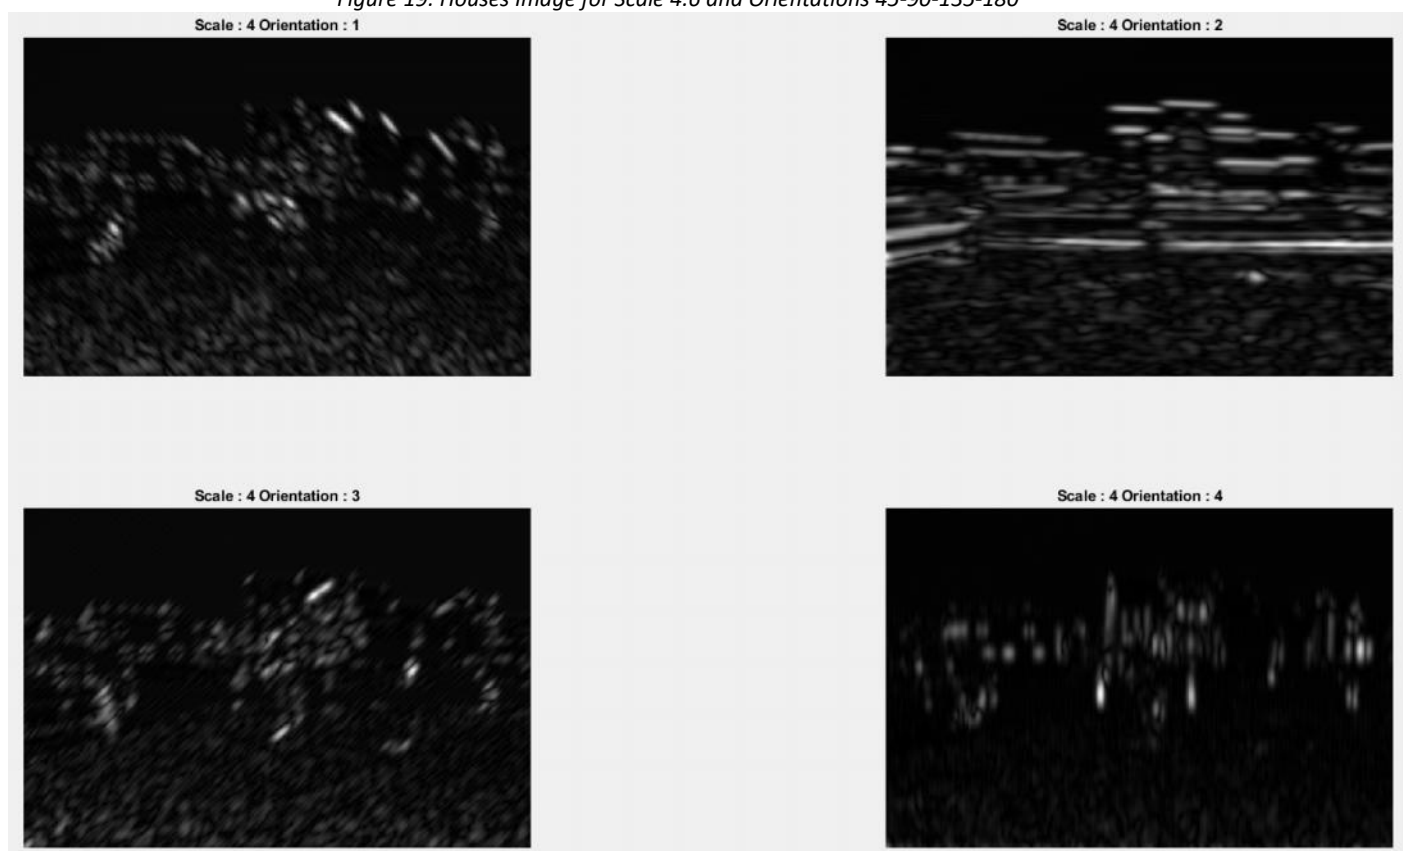 Figure 19: Houses Image for Scale 4.0 and Orientations 45-90-135-180
Scale : 4 Orientation : 1
Scale : 4 Orientation : 2
Scale : 4 Orientation : 3
Scale : 4 Orientation : 4